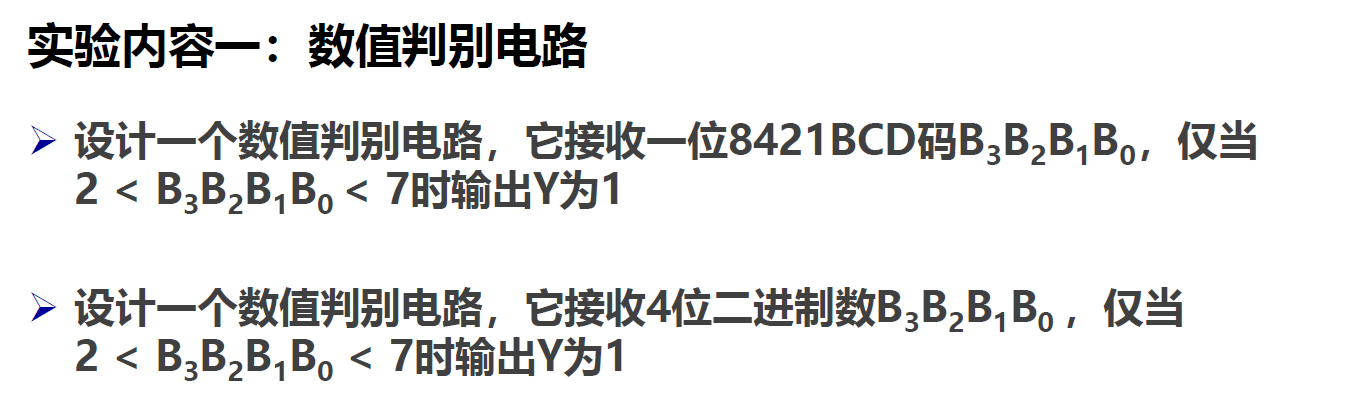 实验内容一：数值判别电路
➢ 设计一个数值判别电路，它接收一位8421BCD码B₃B₂B₁B₀，仅当
2 < B₃B₂B₁B₀ < 7时输出Y为1
➢ 设计一个数值判别电路，它接收4位二进制数B₃B₂B₁B₀ ，仅当
2 < B₃B₂B₁B₀ < 7时输出Y为1